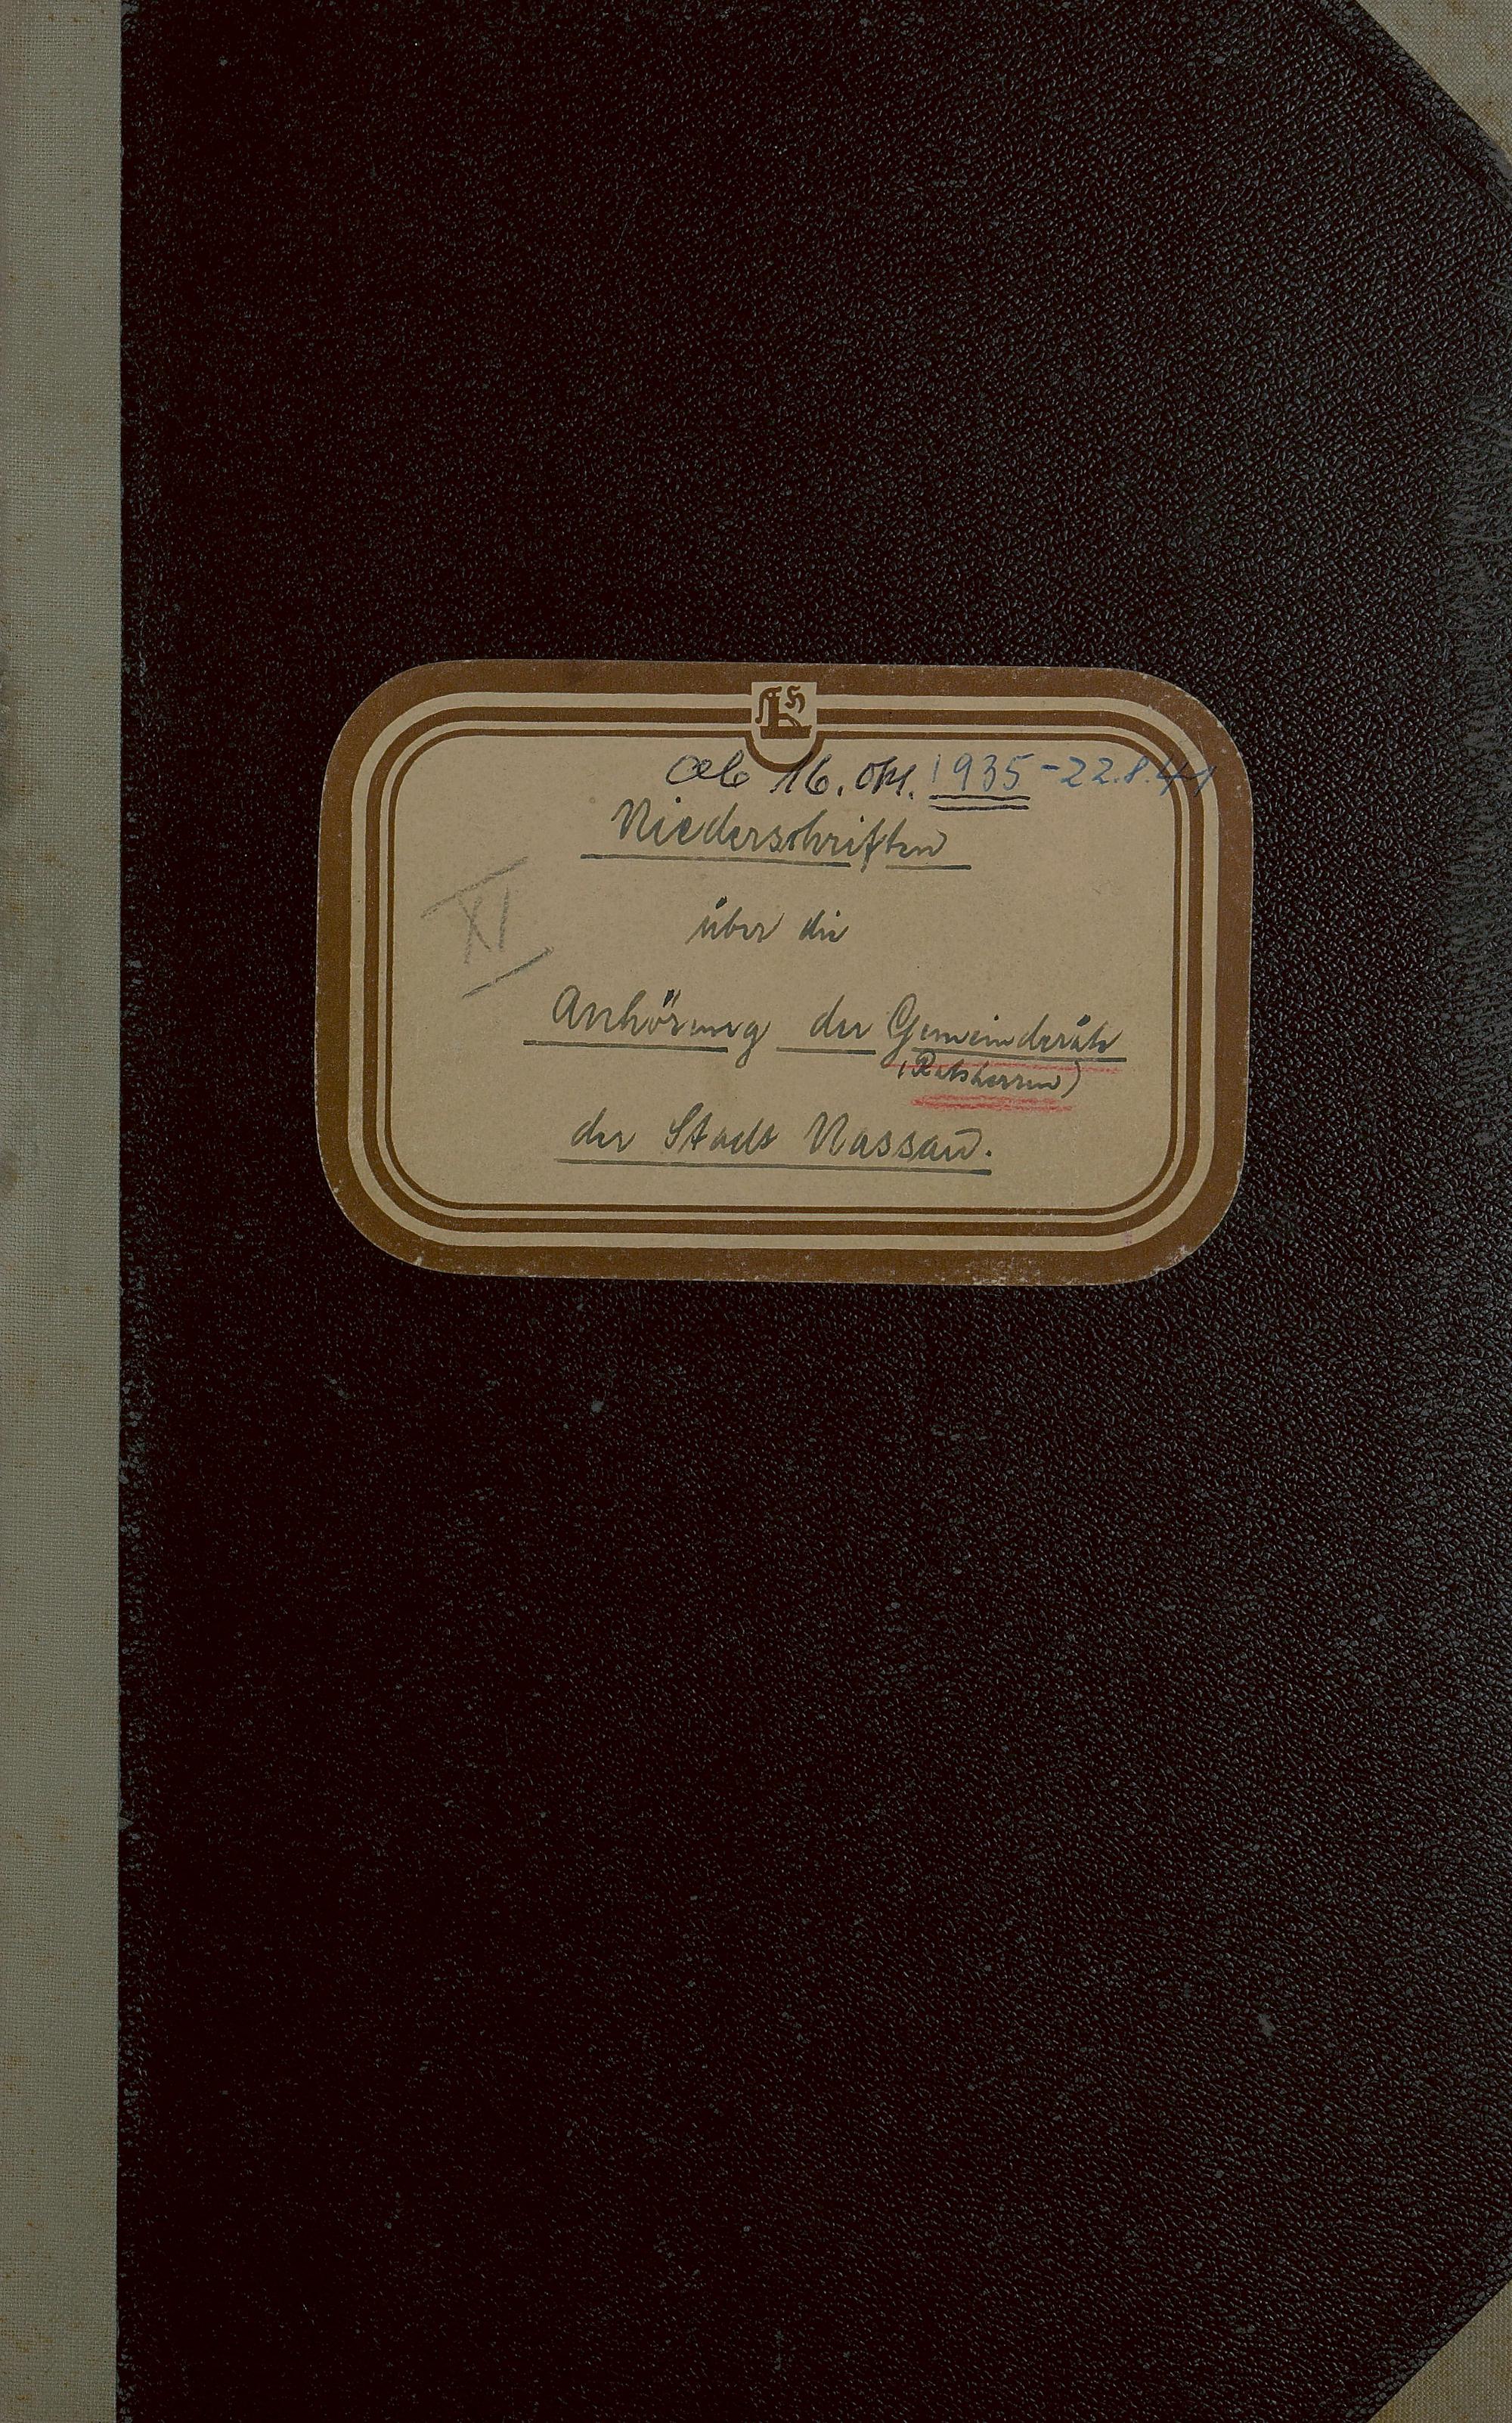 ab 16. Okt. 1935 - 22.8.41
Niederschriften
XI
über die
Anhörung der Gemeinderäte
(Ratsherren)
der Stadt Nassau.